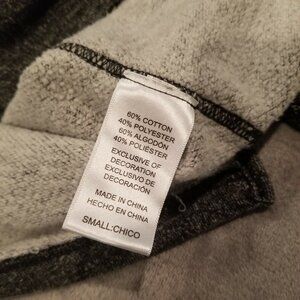 60% COTTON
40% POLYESTER
60% ALGODÓN
40% POLIÉSTER
EXCLUSIVE OF
DECORATION
EXCLUSIVO DE
DECORACIÓN
MADE IN CHINA
HECHO EN CHINA
SMALL:CHICO